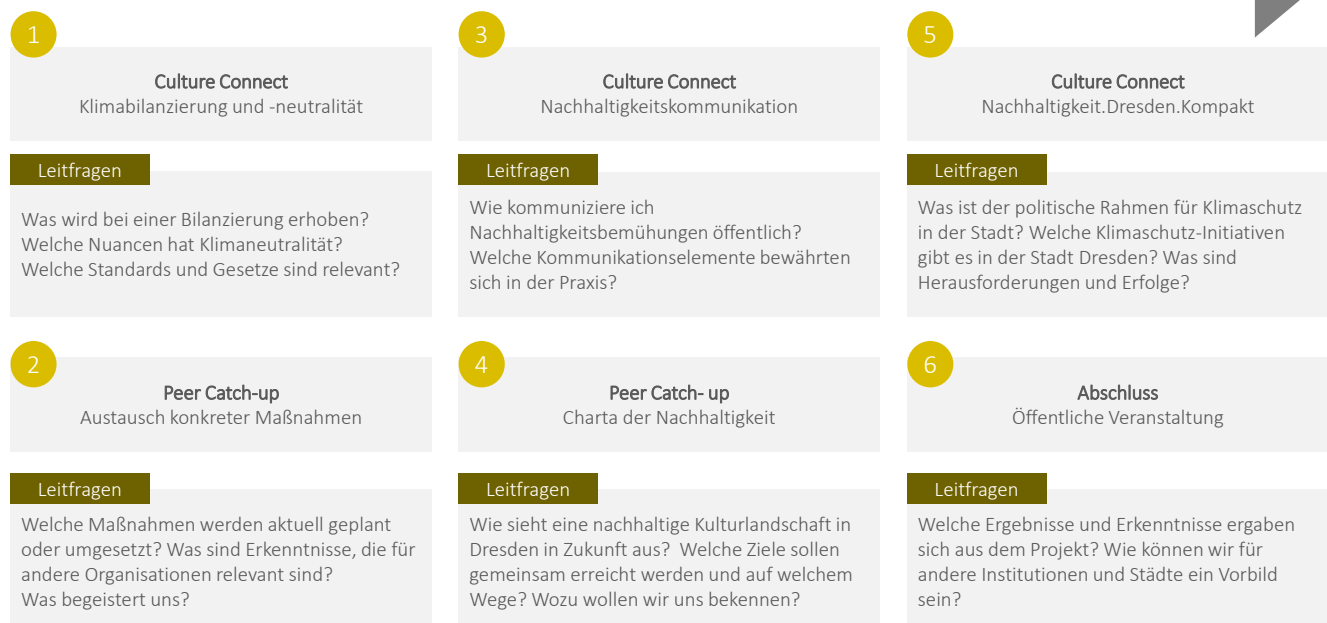 1
Culture Connect
Klimabilanzierung und -neutralität
Leitfragen
Was wird bei einer Bilanzierung erhoben?
Welche Nuancen hat Klimaneutralität?
Welche Standards und Gesetze sind relevant?
2
Peer Catch-up
Austausch konkreter Maßnahmen
Leitfragen
Welche Maßnahmen werden aktuell geplant
oder umgesetzt? Was sind Erkenntnisse, die für
andere Organisationen relevant sind?
Was begeistert uns?
3
Culture Connect
Nachhaltigkeitskommunikation
Leitfragen
Wie kommuniziere ich
Nachhaltigkeitsbemühungen öffentlich?
Welche Kommunikationselemente bewährten
sich in der Praxis?
4
Peer Catch- up
Charta der Nachhaltigkeit
Leitfragen
Wie sieht eine nachhaltige Kulturlandschaft in
Dresden in Zukunft aus?  Welche Ziele sollen
gemeinsam erreicht werden und auf welchem
Wege? Wozu wollen wir uns bekennen?
5
Culture Connect
Nachhaltigkeit.Dresden.Kompakt
Leitfragen
Was ist der politische Rahmen für Klimaschutz
in der Stadt? Welche Klimaschutz-Initiativen
gibt es in der Stadt Dresden? Was sind
Herausforderungen und Erfolge?
6
Abschluss
Öffentliche Veranstaltung
Leitfragen
Welche Ergebnisse und Erkenntnisse ergaben
sich aus dem Projekt? Wie können wir für
andere Institutionen und Städte ein Vorbild
sein?